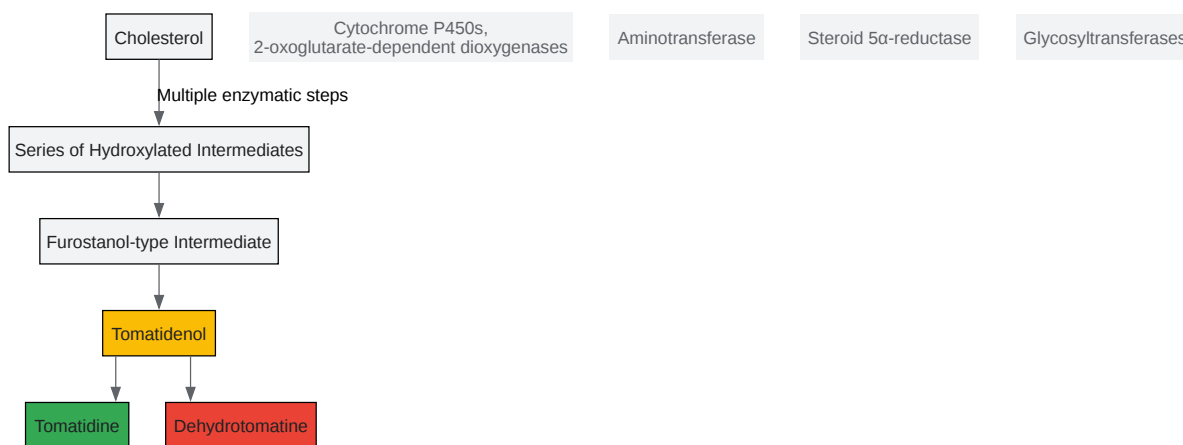 Cholesterol
Cytochrome P450s,
2-oxoglutarate-dependent dioxygenases
Aminotransferase
Steroid 5α-reductase
Glycosyltransferases
Multiple enzymatic steps
Series of Hydroxylated Intermediates
Furostanol-type Intermediate
Tomatidenol
Tomatidine
Dehydrotomatine